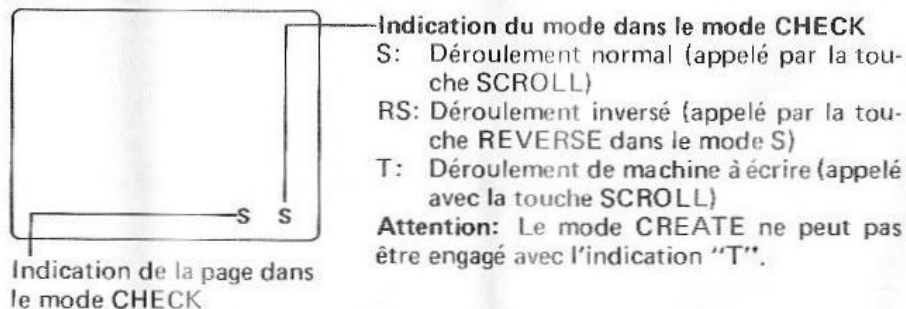 Indication du mode dans le mode CHECK
S: Déroulement normal (appelé par la tou-
che SCROLL)
RS: Déroulement inversé (appelé par la tou-
che REVERSE dans le mode S)
T: Déroulement de machine à écrire (appelé
avec la touche SCROLL)
Attention: Le mode CREATE ne peut pas
être engagé avec l'indication "T".
S S
Indication de la page dans
le mode CHECK